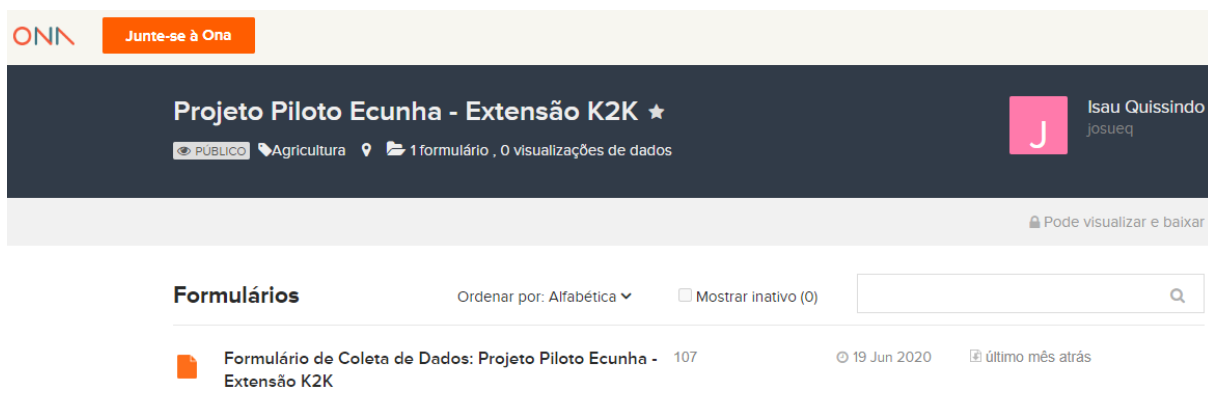 ONA Junte-se à Ona
Projeto Piloto Ecunha - Extensão K2K
Isau Quissindo
J
josueq
PÚBLICO Agricultura 1 formulário , 0 visualizações de dados
Pode visualizar e baixar
Formulários Ordenar por: Alfabética Mostrar inativo (0)
Formulário de Coleta de Dados: Projeto Piloto Ecunha - 107 19 Jun 2020 último mês atrás
Extensão K2K